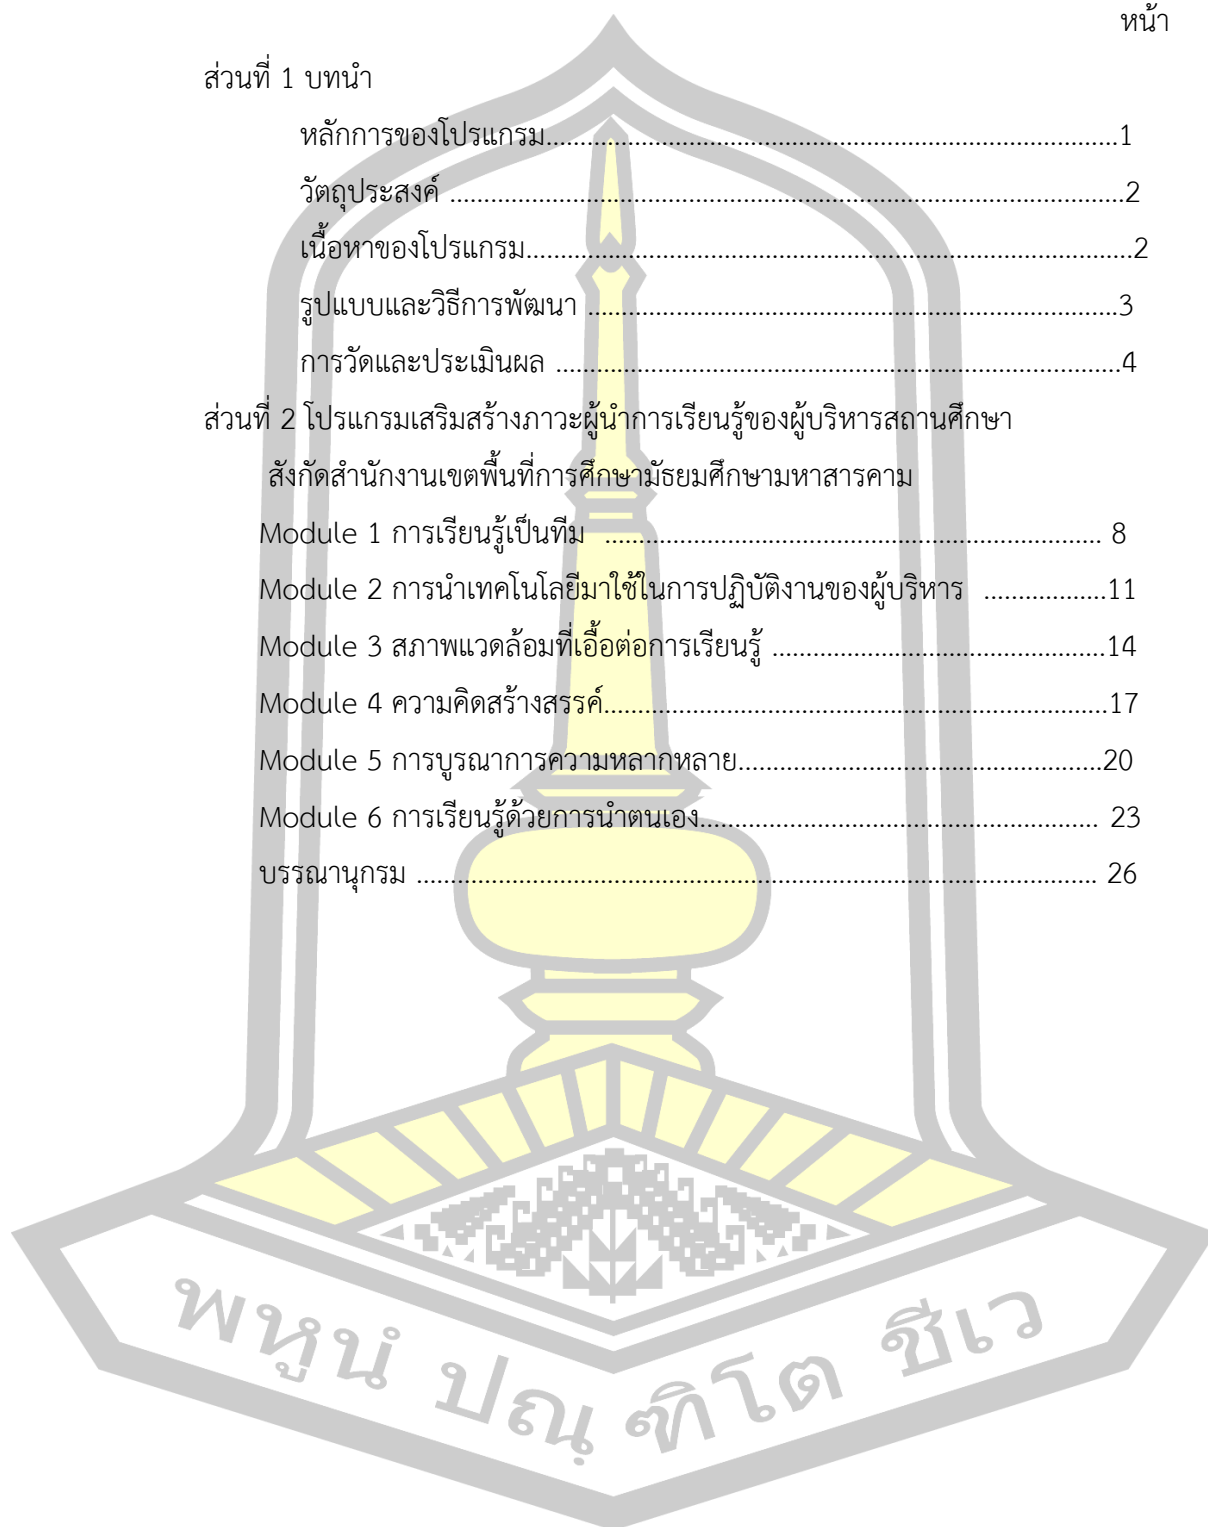 หน้า
ส่วนที่ 1 บทนำ
หลักการของโปรแกรม.....................................................................................1
วัตถุประสงค์ ....................................................................................................2
เนื้อหาของโปรแกรม..........................................................................................2
รูปแบบและวิธีการพัฒนา ...............................................................................3
การวัดและประเมินผล ....................................................................................4
ส่วนที่ 2 โปรแกรมเสริมสร้างภาวะผู้นำการเรียนรู้ของผู้บริหารสถานศึกษา
สังกัดสำนักงานเขตพื้นที่การศึกษามัธยมศึกษามหาสารคาม
Module 1 การเรียนรู้เป็นทีม .......................................................................... 8
Module 2 การนำเทคโนโลยีมาใช้ในการปฏิบัติงานของผู้บริหาร ..................11
Module 3 สภาพแวดล้อมที่เอื้อต่อการเรียนรู้ .................................................14
Module 4 ความคิดสร้างสรรค์...........................................................................17
Module 5 การบูรณาการความหลากหลาย......................................................20
Module 6 การเรียนรู้ด้วยการนำตนเอง........................................................... 23
บรรณานุกรม ..................................................................................................... 26
พหูนํ ปณฺฑิโต ชีเว